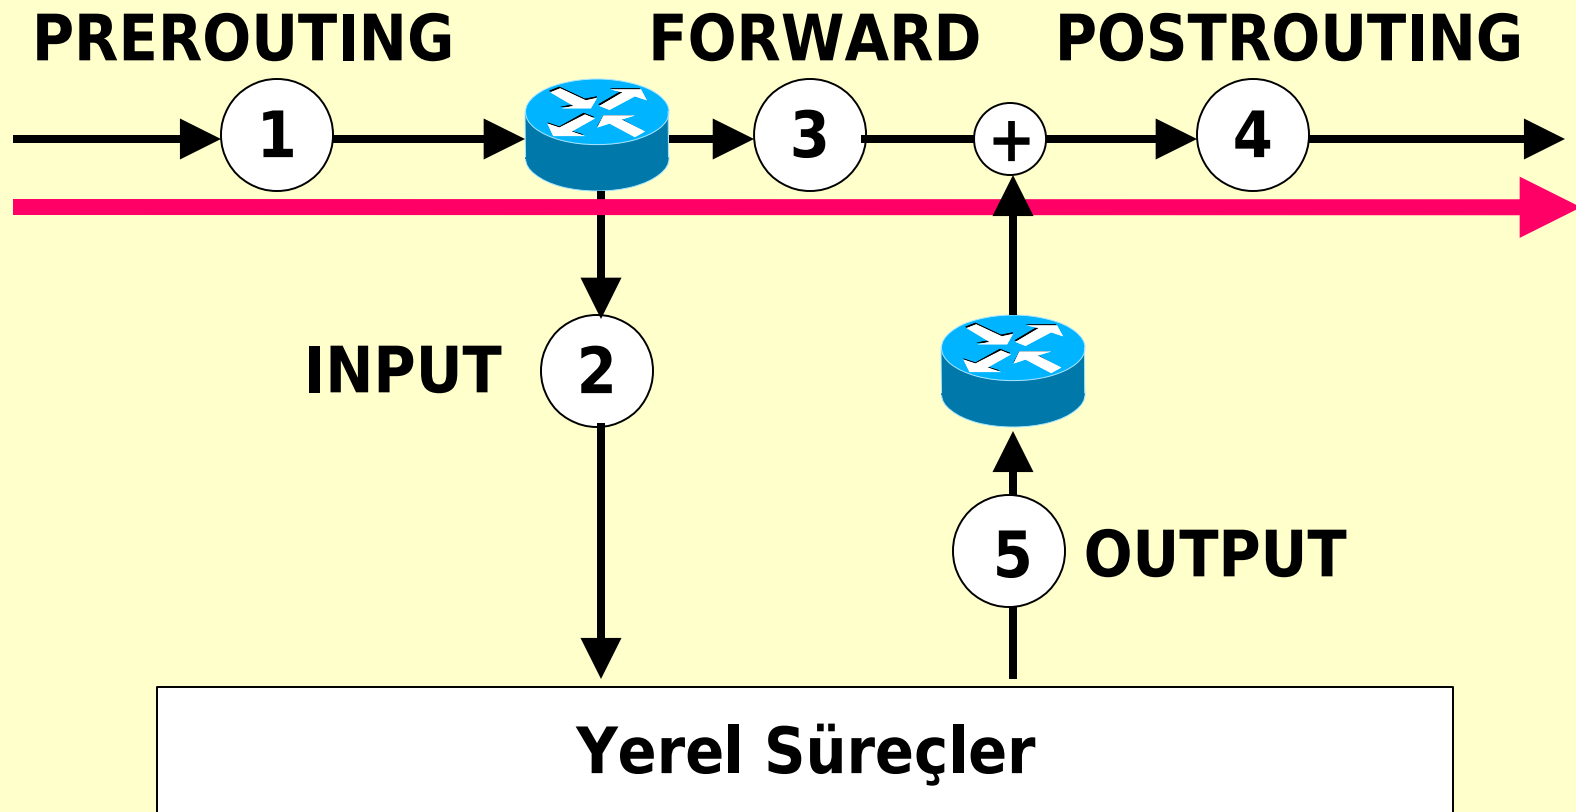 PREROUTING FORWARD POSTROUTING
1 3 + 4
INPUT 2
5 OUTPUT
Yerel Süreçler